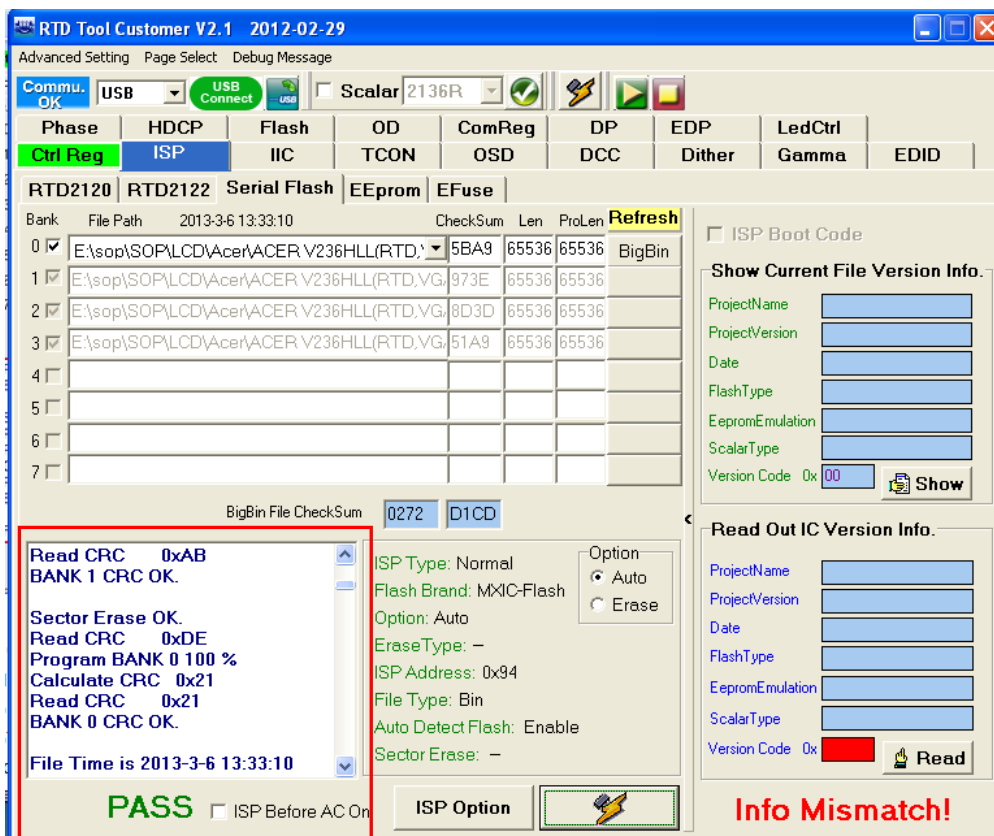 RTD Tool Customer V2.1 2012-02-29
Advanced Setting Page Select Debug Message
Commu. OK USB USB Connect USB Scalar 2136R
Phase HDCP Flash OD ComReg DP EDP LedCtrl
Ctrl Reg ISP IIC TCON OSD DCC Dither Gamma EDID
RTD2120 RTD2122 Serial Flash EEprom EFuse
Bank File Path 2013-3-6 13:33:10 CheckSum Len ProLen Refresh
0 E:\sop\SOP\LCD\Acer\ACER V236HLL(RTD, 5BA9 65536 65536 BigBin
1 E:\sop\SOP\LCD\Acer\ACER V236HLL(RTD,VG 973E 65536 65536
2 E:\sop\SOP\LCD\Acer\ACER V236HLL(RTD,VG 8D3D 65536 65536
3 E:\sop\SOP\LCD\Acer\ACER V236HLL(RTD,VG 51A9 65536 65536
4
5
6
7
BigBin File CheckSum 0272 D1CD
Read CRC 0xAB
BANK 1 CRC OK.
Sector Erase OK.
Read CRC 0xDE
Program BANK 0 100 %
Calculate CRC 0x21
Read CRC 0x21
BANK 0 CRC OK.
File Time is 2013-3-6 13:33:10
PASS ISP Before AC On
ISP Type: Normal
Flash Brand: MXIC-Flash
Option: Auto
EraseType: –
ISP Address: 0x94
File Type: Bin
Auto Detect Flash: Enable
Sector Erase: –
Option
Auto
Erase
ISP Option
ISP Boot Code
Show Current File Version Info.
ProjectName
ProjectVersion
Date
FlashType
EepromEmulation
ScalarType
Version Code 0x 00 Show
<
Read Out IC Version Info.
ProjectName
ProjectVersion
Date
FlashType
EepromEmulation
ScalarType
Version Code 0x Read
Info Mismatch!